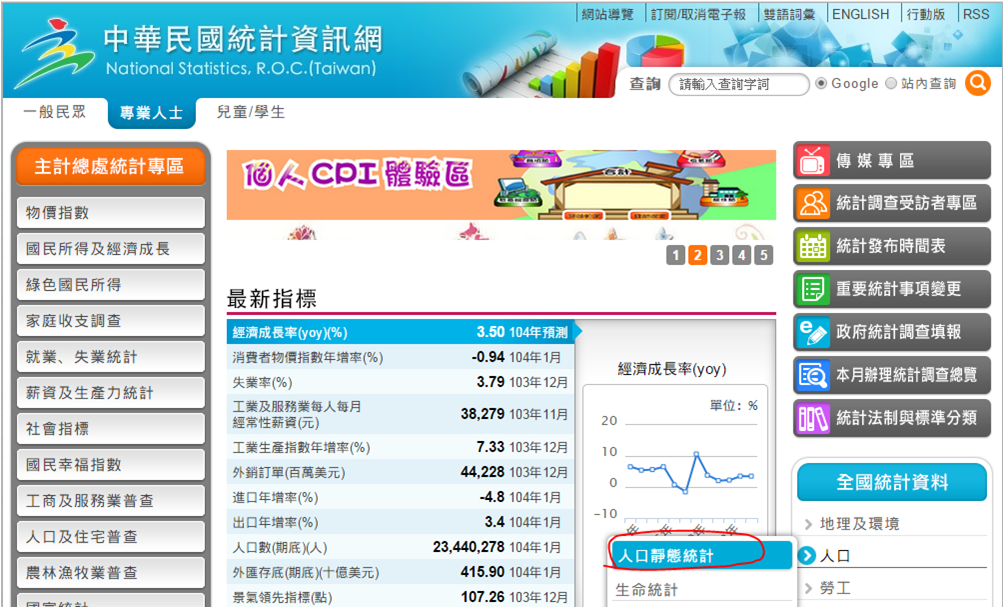 網站導覽 訂閱/取消電子報 雙語詞彙 ENGLISH 行動版 RSS
中華民國統計資訊網
National Statistics, R.O.C.(Taiwan)
查詢 請輸入查詢字詞 Google 站內查詢
一般民眾 專業人士 兒童/學生
主計總處統計專區
物價指數
國民所得及經濟成長
綠色國民所得
家庭收支調查
就業、失業統計
薪資及生產力統計
社會指標
國民幸福指數
工商及服務業普查
人口及住宅普查
農林漁牧業普查
個人CPI體驗區
1 2 3 4 5
最新指標
經濟成長率(yoy)(%) 3.50 104年預測
消費者物價指數年增率(%) -0.94 104年1月
失業率(%) 3.79 103年12月
工業及服務業每人每月
經常性薪資(元) 38,279 103年11月
工業生產指數年增率(%) 7.33 103年12月
外銷訂單(百萬美元) 44,228 103年12月
進口年增率(%) -4.8 104年1月
出口年增率(%) 3.4 104年1月
人口數(期底)(人) 23,440,278 104年1月
外匯存底(期底)(十億美元) 415.90 104年1月
景氣領先指標(點) 107.26 103年12月
經濟成長率(yoy)
單位: %
20
10
0
-10
人口靜態統計
生命統計
傳媒專區
統計調查受訪者專區
統計發布時間表
重要統計事項變更
政府統計調查填報
本月辦理統計調查總覽
統計法制與標準分類
全國統計資料
地理及環境
人口
勞工